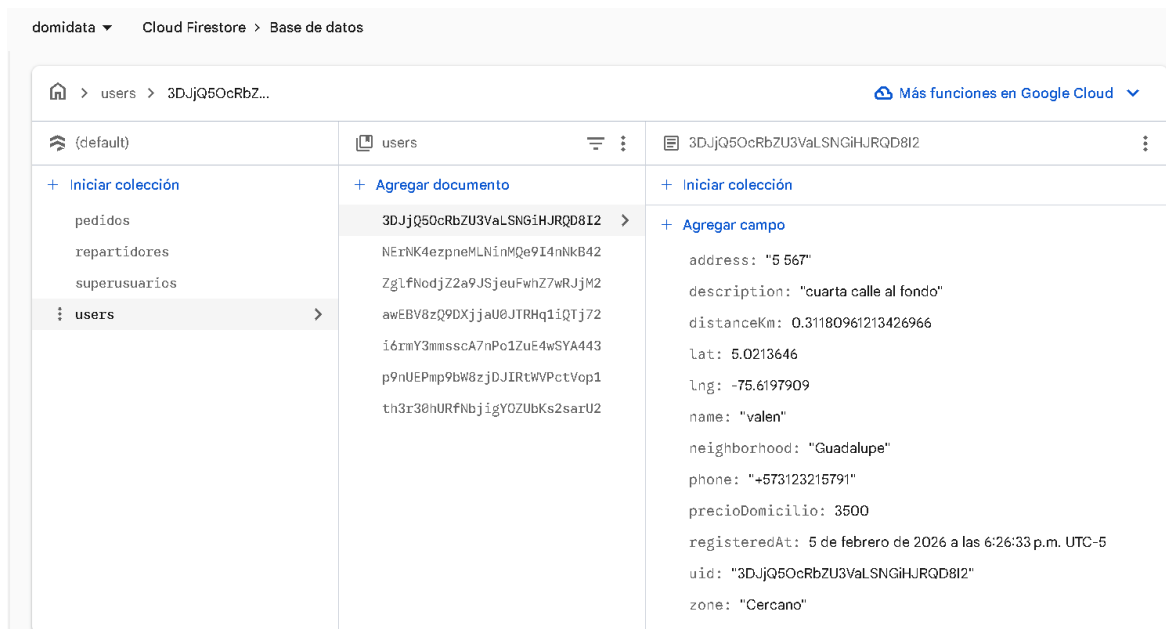 domidata Cloud Firestore > Base de datos
users > 3DJjQ5OcRbZ...
Más funciones en Google Cloud
(default)
users
3DJjQ5OcRbZU3VaLSNGiHJRQD8I2
+ Iniciar colección
+ Agregar documento
+ Iniciar colección
pedidos
repartidores
superusuarios
users
3DJjQ5OcRbZU3VaLSNGiHJRQD8I2
NErNK4ezpneMLNinMQe9I4nNkB42
ZglfNodjZ2a9JSjeuFwhZ7wRJjM2
awEBV8zQ9DXjjaU0JTRHq1iQTj72
i6rmY3mmsscA7nPo1ZuE4wSYA443
p9nUEPmp9bW8zjDJIRtWVPctVop1
th3r30hURfNbjigYOZUbKs2sarU2
+ Agregar campo
address: "5 567"
description: "cuarta calle al fondo"
distanceKm: 0.31180961213426966
lat: 5.0213646
lng: -75.6197909
name: "valen"
neighborhood: "Guadalupe"
phone: "+573123215791"
precioDomicilio: 3500
registeredAt: 5 de febrero de 2026 a las 6:26:33 p.m. UTC-5
uid: "3DJjQ5OcRbZU3VaLSNGiHJRQD8I2"
zone: "Cercano"